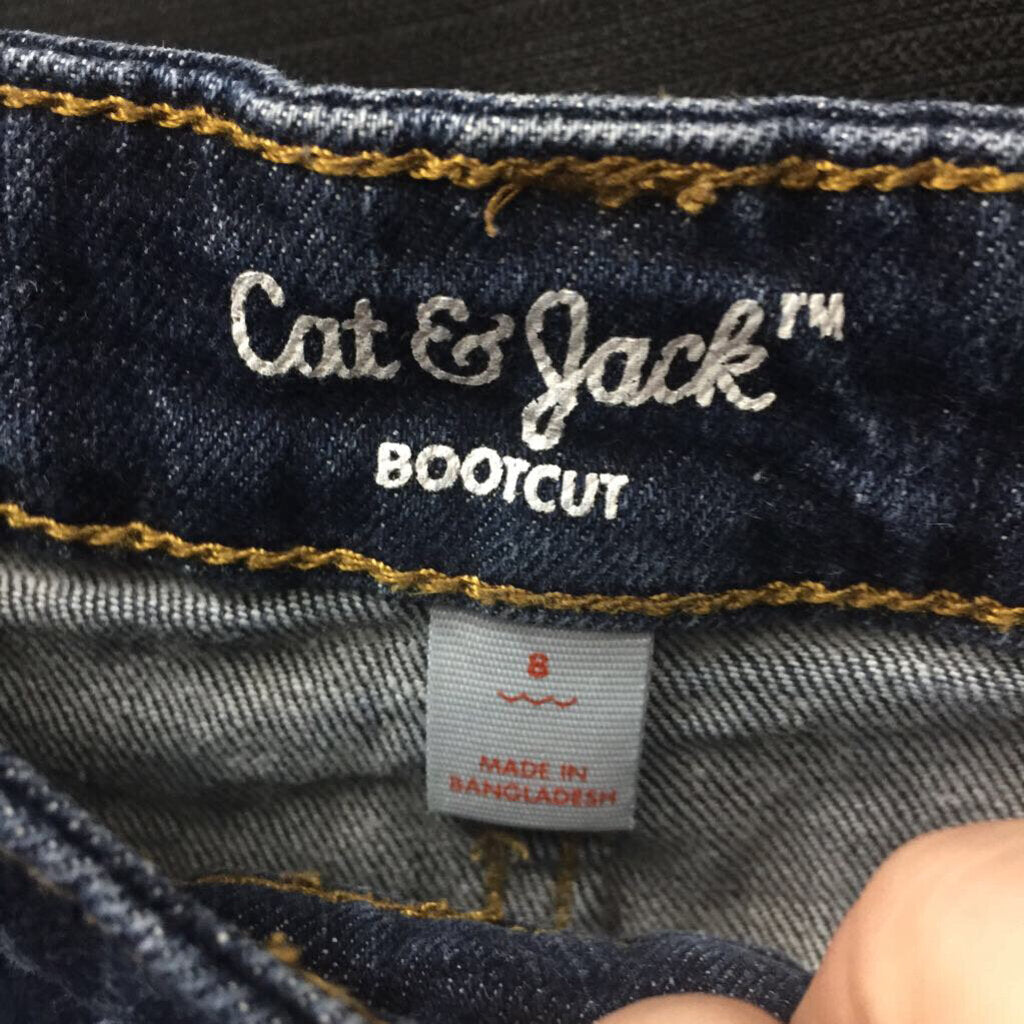 Cat & Jack™
BOOTCUT
8
MADE IN
BANGLADESH